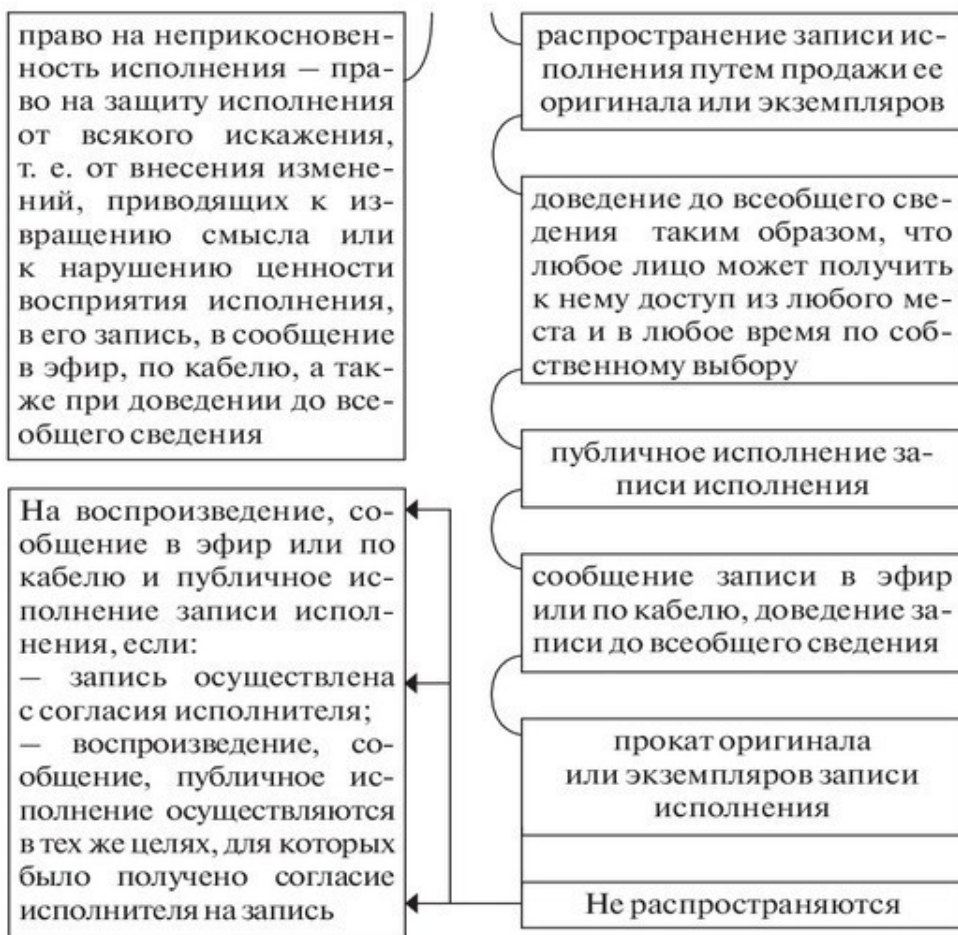 право на неприкосновен-
ность исполнения — пра-
во на защиту исполнения
от всякого искажения,
т. е. от внесения измене-
ний, приводящих к из-
вращению смысла или
к нарушению ценности
восприятия исполнения,
в его запись, в сообщение
в эфир, по кабелю, а так-
же при доведении до все-
общего сведения
На воспроизведение, со-
общение в эфир или по
кабелю и публичное ис-
полнение записи испол-
нения, если:
— запись осуществлена
с согласия исполнителя;
— воспроизведение, со-
общение, публичное ис-
полнение осуществляются
в тех же целях, для которых
было получено согласие
исполнителя на запись
распространение записи ис-
полнения путем продажи ее
оригинала или экземпляров
доведение до всеобщего све-
дения таким образом, что
любое лицо может получить
к нему доступ из любого ме-
ста и в любое время по соб-
ственному выбору
публичное исполнение за-
писи исполнения
сообщение записи в эфир
или по кабелю, доведение за-
писи до всеобщего сведения
прокат оригинала
или экземпляров записи
исполнения
Не распространяются